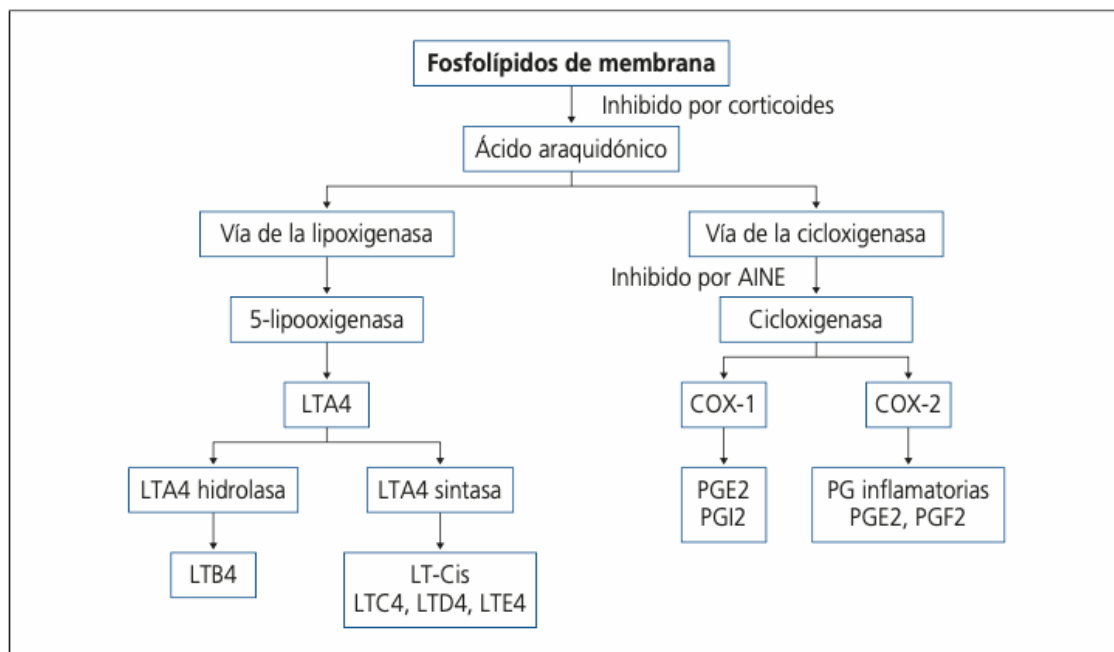 Fosfolípidos de membrana
Inhibido por corticoides
Ácido araquidónico
Vía de la lipoxigenasa
Vía de la cicloxigenasa
Inhibido por AINE
5-lipooxigenasa
Cicloxigenasa
LTA4
COX-1
COX-2
LTA4 hidrolasa
LTA4 sintasa
PGE2
PGI2
PG inflamatorias
PGE2, PGF2
LTB4
LT-Cis
LTC4, LTD4, LTE4